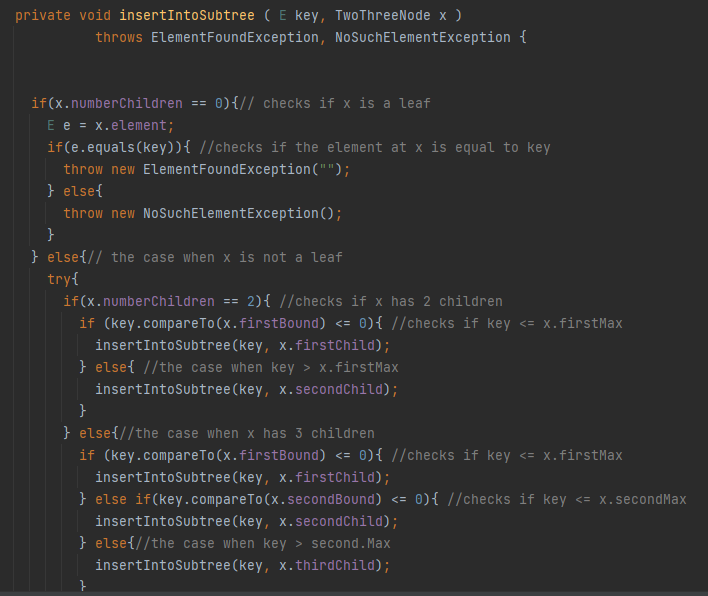 private void insertIntoSubtree ( E key, TwoThreeNode x )
          throws ElementFoundException, NoSuchElementException {
  if(x.numberChildren == 0){// checks if x is a leaf
    E e = x.element;
    if(e.equals(key)){ //checks if the element at x is equal to key
      throw new ElementFoundException("");
    } else{
      throw new NoSuchElementException();
    }
  } else{// the case when x is not a leaf
    try{
      if(x.numberChildren == 2){ //checks if x has 2 children
        if (key.compareTo(x.firstBound) <= 0){ //checks if key <= x.firstMax
          insertIntoSubtree(key, x.firstChild);
        } else{ //the case when key > x.firstMax
          insertIntoSubtree(key, x.secondChild);
        }
      } else{//the case when x has 3 children
        if (key.compareTo(x.firstBound) <= 0){ //checks if key <= x.firstMax
          insertIntoSubtree(key, x.firstChild);
        } else if(key.compareTo(x.secondBound) <= 0){ //checks if key <= x.secondMax
          insertIntoSubtree(key, x.secondChild);
        } else{//the case when key > second.Max
          insertIntoSubtree(key, x.thirdChild);
        }